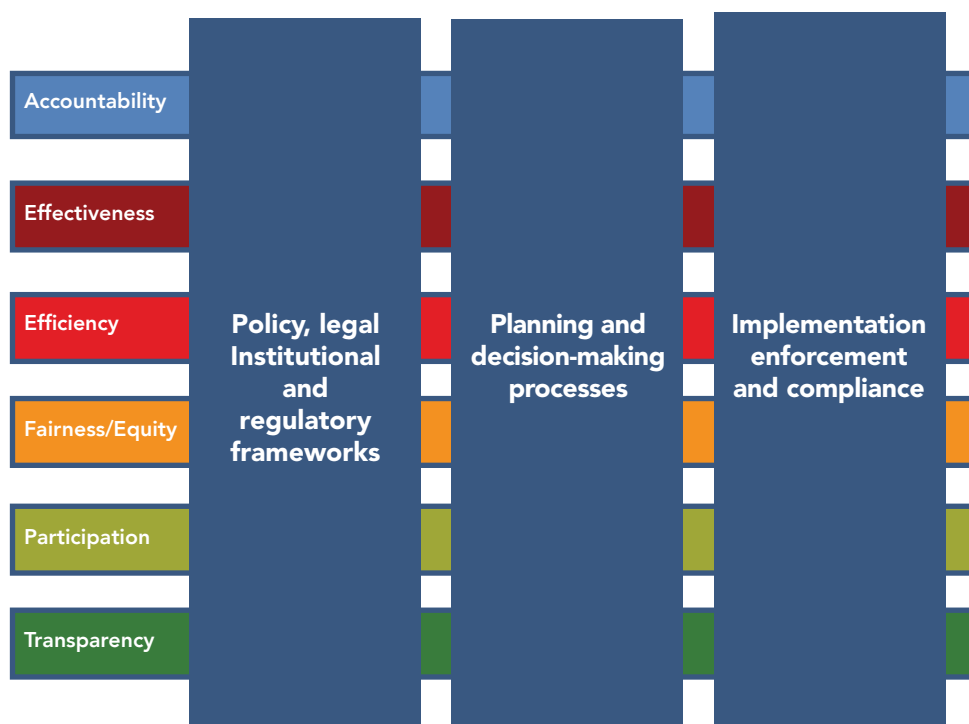 Accountability
Effectiveness
Efficiency
Fairness/Equity
Participation
Transparency
Policy, legal
Institutional
and
regulatory
frameworks
Planning and
decision-making
processes
Implementation
enforcement
and compliance